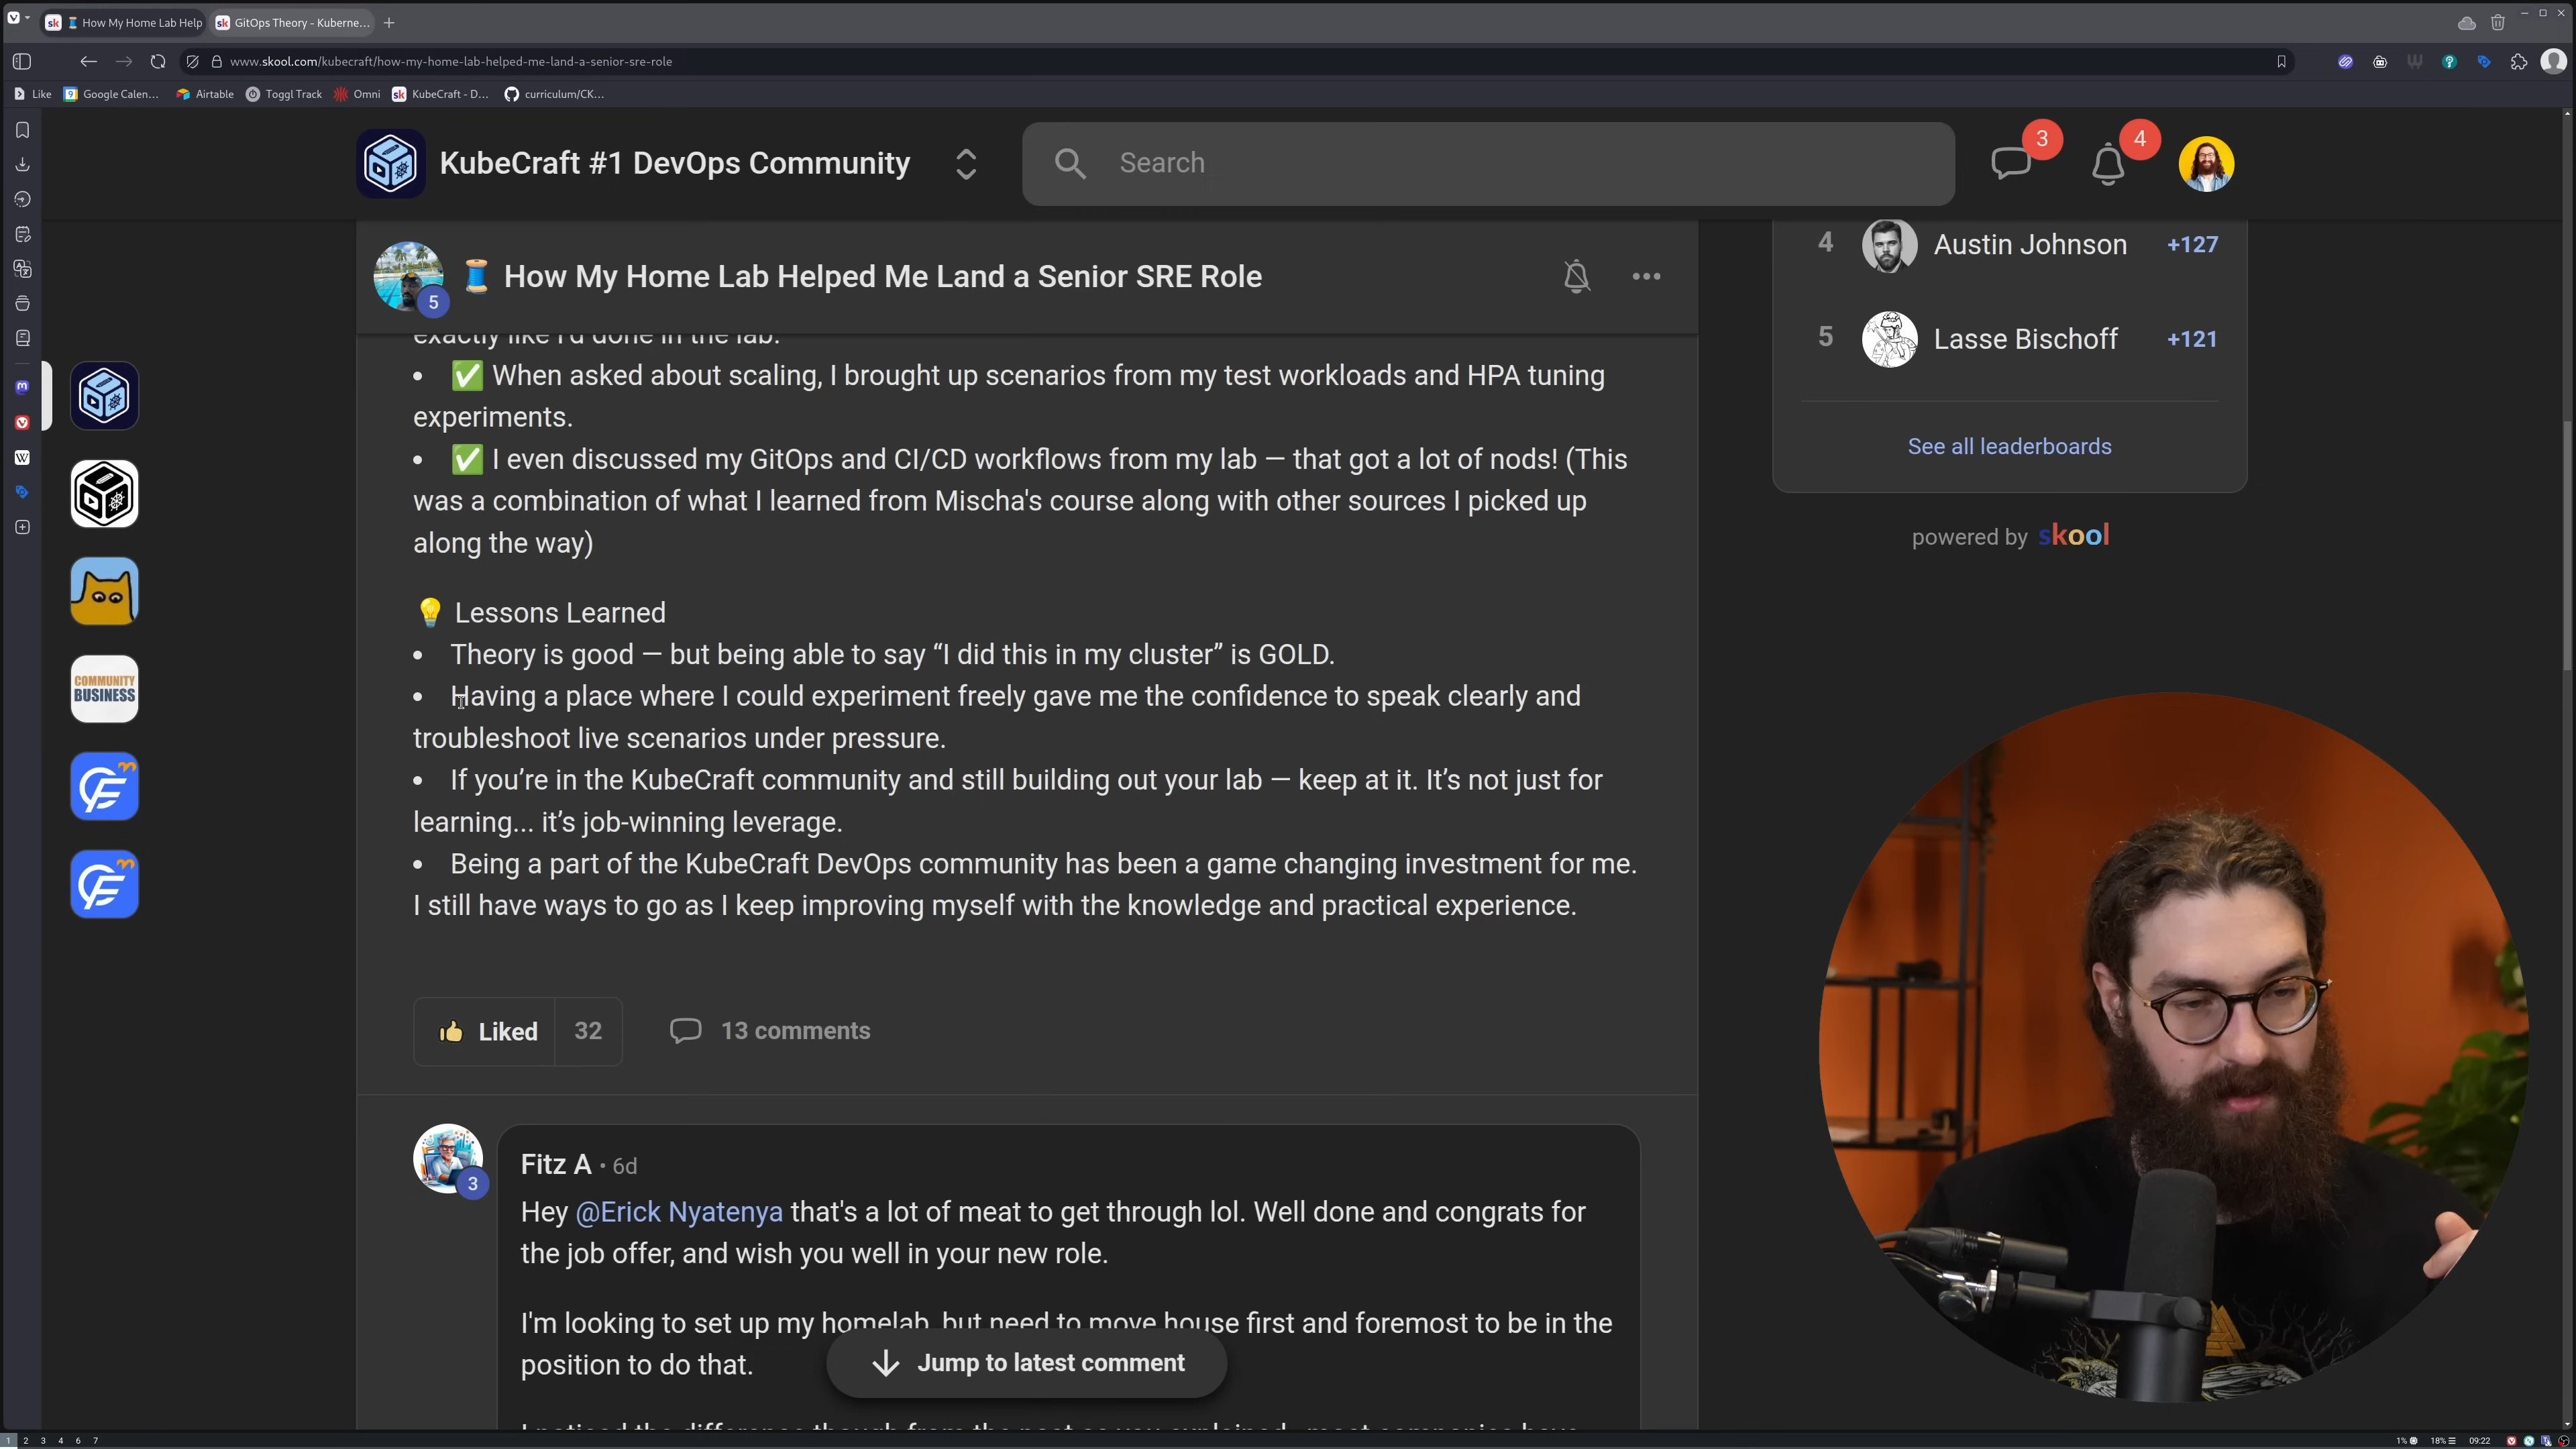 How My Home Lab Help
GitOps Theory - Kuberne...
www.skool.com/kubecraft/how-my-home-lab-helped-me-land-a-senior-sre-role
Like
Google Calen...
Airtable
Toggl Track
Omni
KubeCraft - D...
curriculum/CK...
KubeCraft #1 DevOps Community
Search
3
4
5
How My Home Lab Helped Me Land a Senior SRE Role
✅ When asked about scaling, I brought up scenarios from my test workloads and HPA tuning
experiments.
✅ I even discussed my GitOps and CI/CD workflows from my lab — that got a lot of nods! (This
was a combination of what I learned from Mischa's course along with other sources I picked up
along the way)
💡 Lessons Learned
• Theory is good — but being able to say “I did this in my cluster” is GOLD.
• Having a place where I could experiment freely gave me the confidence to speak clearly and
troubleshoot live scenarios under pressure.
• If you’re in the KubeCraft community and still building out your lab — keep at it. It’s not just for
learning... it’s job-winning leverage.
• Being a part of the KubeCraft DevOps community has been a game changing investment for me.
I still have ways to go as I keep improving myself with the knowledge and practical experience.
Liked 32
13 comments
3
Fitz A • 6d
Hey @Erick Nyatenya that's a lot of meat to get through lol. Well done and congrats for
the job offer, and wish you well in your new role.
I'm looking to set up my homelab, but need to move house first and foremost to be in the
position to do that.
Jump to latest comment
4 Austin Johnson +127
5 Lasse Bischoff +121
See all leaderboards
powered by skool
COMMUNITY
BUSINESS
1 2 3 4 6 7
1%
18%
09:22